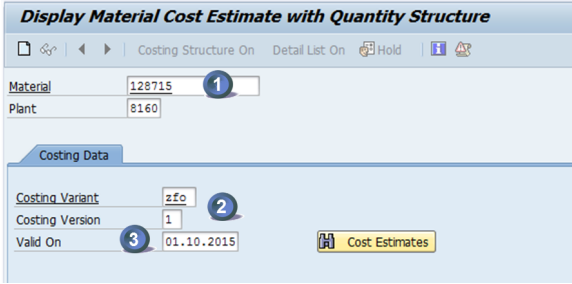 Display Material Cost Estimate with Quantity Structure
Costing Structure On Detail List On Hold
Material 128715 1
Plant 8160
Costing Data
Costing Variant zfo 2
Costing Version 1
Valid On 3 01.10.2015 Cost Estimates